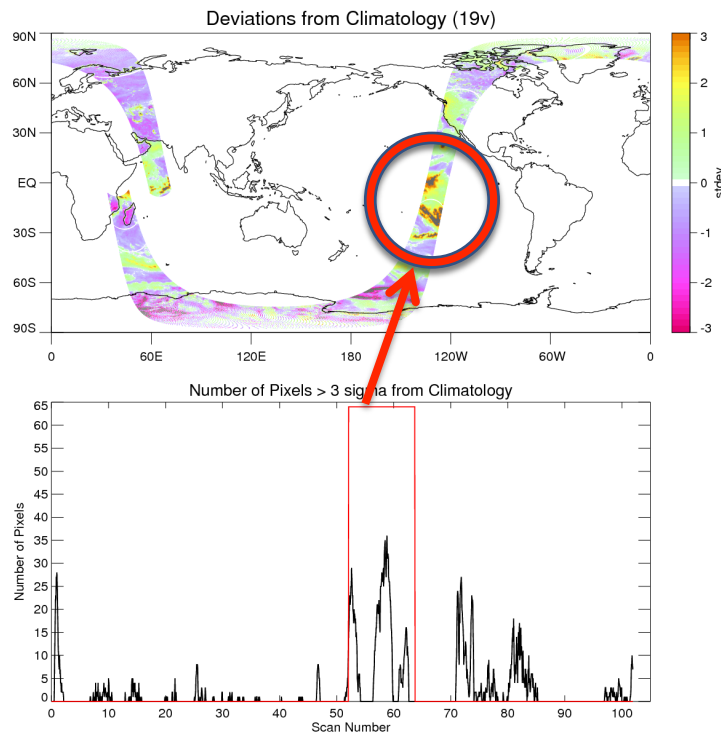 Deviations from Climatology (19v)
90N
60N
30N
EQ
30S
60S
90S
0 60E 120E 180 120W 60W 0
3
2
1
0
-1
-2
-3
stdev
Number of Pixels > 3 sigma from Climatology
65
60
55
50
45
40
35
30
25
20
15
10
5
0
Number of Pixels
0 10 20 30 40 50 60 70 80 90 100
Scan Number